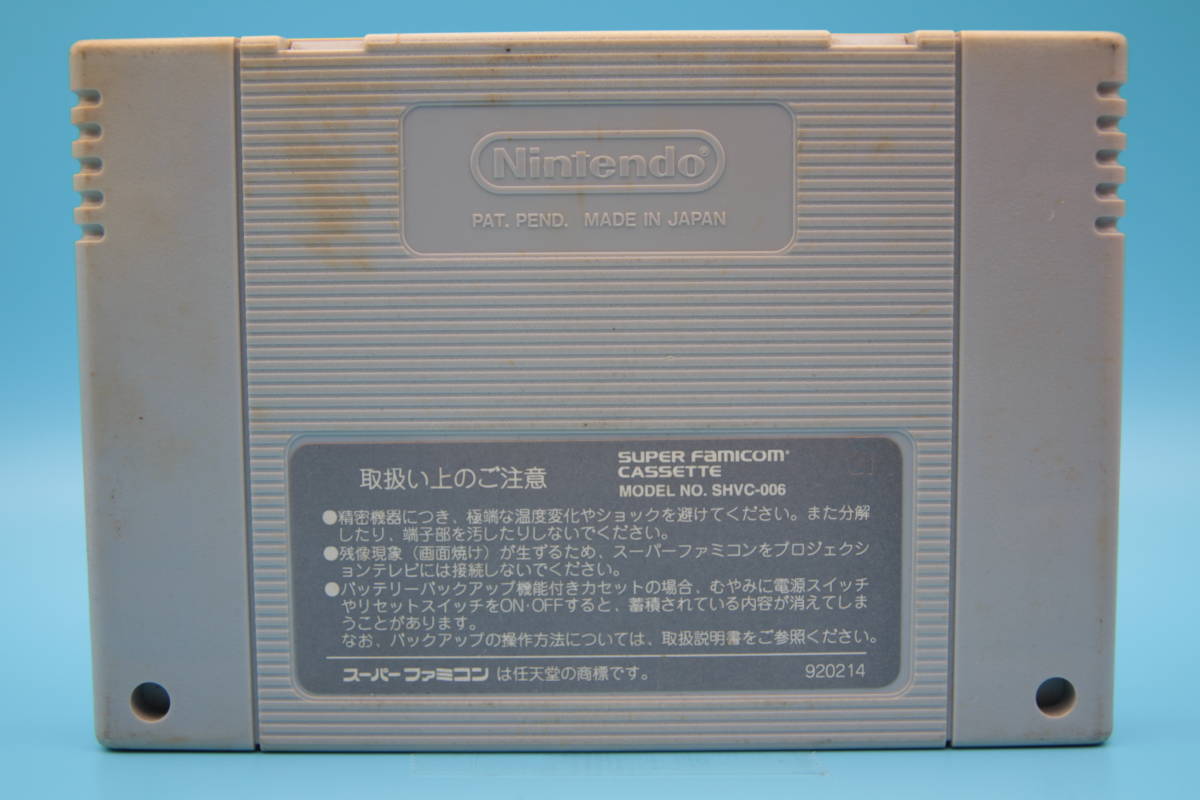 Nintendo®
PAT. PEND. MADE IN JAPAN
取扱い上のご注意
SUPER FAMICOM®
CASSETTE
MODEL NO. SHVC-006
●精密機器につき、極端な温度変化やショックを避けてください。また分解
したり、端子部を汚したりしないでください。
●残像現象（画面焼け）が生ずるため、スーパーファミコンをプロジェクシ
ョンテレビには接続しないでください。
●バッテリーバックアップ機能付きカセットの場合、むやみに電源スイッチ
やリセットスイッチをON·OFFすると、蓄積されている内容が消えてしま
うことがあります。
なお、バックアップの操作方法については、取扱説明書をご参照ください。
スーパーファミコンは任天堂の商標です。
920214